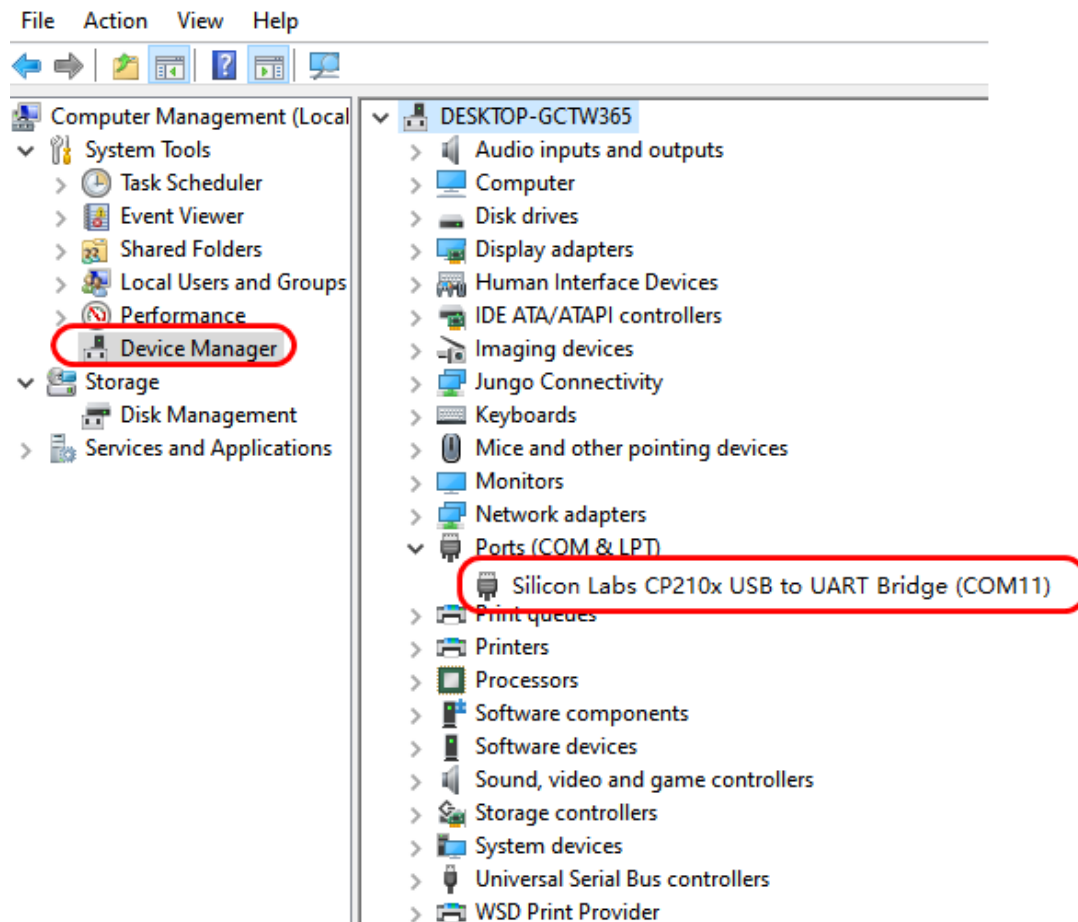 File Action View Help
Computer Management (Local
System Tools
Task Scheduler
Event Viewer
Shared Folders
Local Users and Groups
Performance
Device Manager
Storage
Disk Management
Services and Applications
DESKTOP-GCTW365
Audio inputs and outputs
Computer
Disk drives
Display adapters
Human Interface Devices
IDE ATA/ATAPI controllers
Imaging devices
Jungo Connectivity
Keyboards
Mice and other pointing devices
Monitors
Network adapters
Ports (COM & LPT)
Silicon Labs CP210x USB to UART Bridge (COM11)
Print queues
Printers
Processors
Software components
Software devices
Sound, video and game controllers
Storage controllers
System devices
Universal Serial Bus controllers
WSD Print Provider